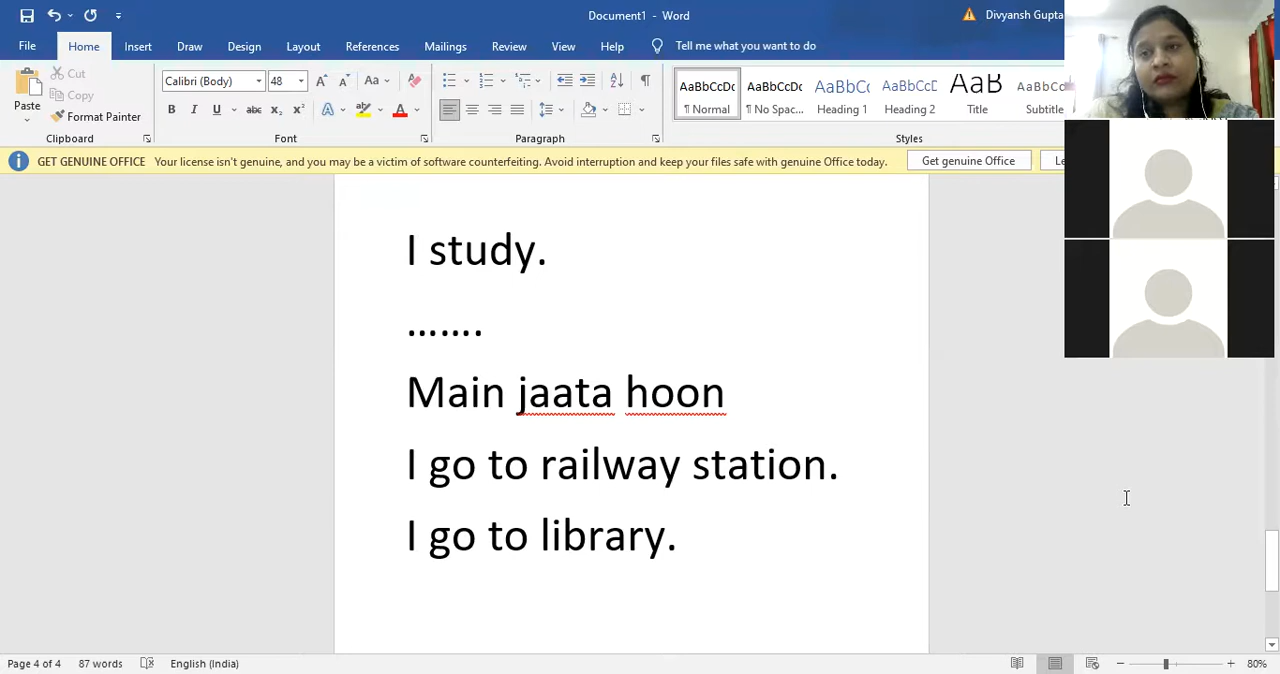 Document1 - Word
Divyansh Gupta
File Home Insert Draw Design Layout References Mailings Review View Help Tell me what you want to do
Paste
Cut
Copy
Format Painter
Clipboard
Calibri (Body) 48
Font
Paragraph
AaBbCcDc AaBbCcDc AaBbCcD AaBbCcD AaB AaBbCcD
¶ Normal ¶ No Spac... Heading 1 Heading 2 Title Subtitle
Styles
GET GENUINE OFFICE Your license isn't genuine, and you may be a victim of software counterfeiting. Avoid interruption and keep your files safe with genuine Office today. Get genuine Office
I study.
…….
Main jaata hoon
I go to railway station.
I go to library.
Page 4 of 4 87 words English (India) 80%